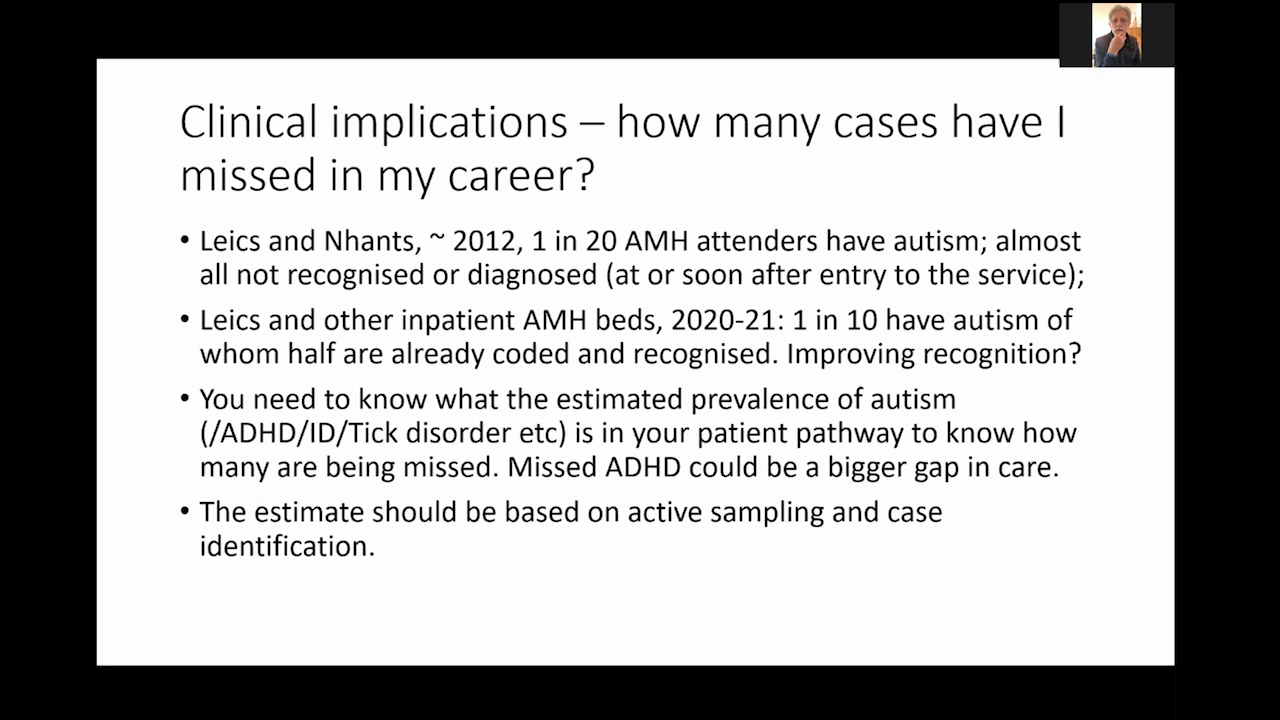 Clinical implications – how many cases have I
missed in my career?
• Leics and Nhants, ~ 2012, 1 in 20 AMH attenders have autism; almost
all not recognised or diagnosed (at or soon after entry to the service);
• Leics and other inpatient AMH beds, 2020-21: 1 in 10 have autism of
whom half are already coded and recognised. Improving recognition?
• You need to know what the estimated prevalence of autism
(/ADHD/ID/Tick disorder etc) is in your patient pathway to know how
many are being missed. Missed ADHD could be a bigger gap in care.
• The estimate should be based on active sampling and case
identification.